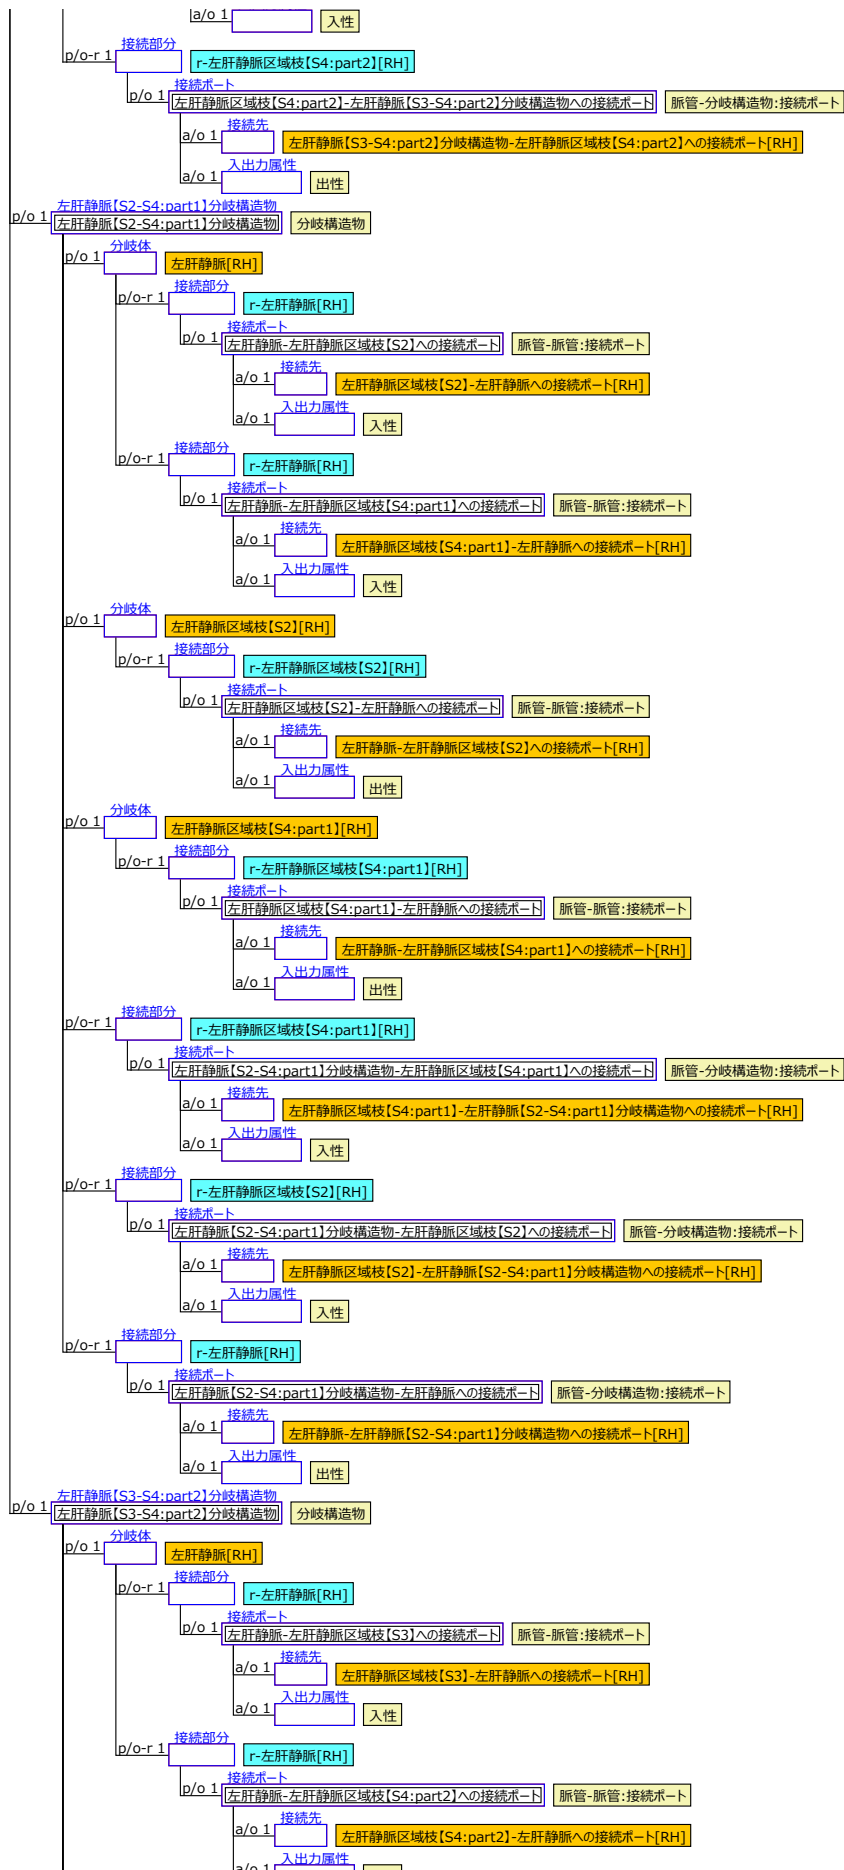 a/o 1 入性
接続部分
p/o-r 1 r-左肝静脈区域枝【S4:part2】[RH]
接続ポート
p/o 1 左肝静脈区域枝【S4:part2】-左肝静脈【S3-S4:part2】分岐構造物への接続ポート 脈管-分岐構造物:接続ポート
接続先
a/o 1 左肝静脈【S3-S4:part2】分岐構造物-左肝静脈区域枝【S4:part2】への接続ポート[RH]
入出力属性
a/o 1 出性
左肝静脈【S2-S4:part1】分岐構造物
p/o 1 左肝静脈【S2-S4:part1】分岐構造物 分岐構造物
分岐体
p/o 1 左肝静脈[RH]
接続部分
p/o-r 1 r-左肝静脈[RH]
接続ポート
p/o 1 左肝静脈-左肝静脈区域枝【S2】への接続ポート 脈管-脈管:接続ポート
接続先
a/o 1 左肝静脈区域枝【S2】-左肝静脈への接続ポート[RH]
入出力属性
a/o 1 入性
接続部分
p/o-r 1 r-左肝静脈[RH]
接続ポート
p/o 1 左肝静脈-左肝静脈区域枝【S4:part1】への接続ポート 脈管-脈管:接続ポート
接続先
a/o 1 左肝静脈区域枝【S4:part1】-左肝静脈への接続ポート[RH]
入出力属性
a/o 1 入性
分岐体
p/o 1 左肝静脈区域枝【S2】[RH]
接続部分
p/o-r 1 r-左肝静脈区域枝【S2】[RH]
接続ポート
p/o 1 左肝静脈区域枝【S2】-左肝静脈への接続ポート 脈管-脈管:接続ポート
接続先
a/o 1 左肝静脈-左肝静脈区域枝【S2】への接続ポート[RH]
入出力属性
a/o 1 出性
分岐体
p/o 1 左肝静脈区域枝【S4:part1】[RH]
接続部分
p/o-r 1 r-左肝静脈区域枝【S4:part1】[RH]
接続ポート
p/o 1 左肝静脈区域枝【S4:part1】-左肝静脈への接続ポート 脈管-脈管:接続ポート
接続先
a/o 1 左肝静脈-左肝静脈区域枝【S4:part1】への接続ポート[RH]
入出力属性
a/o 1 出性
接続部分
p/o-r 1 r-左肝静脈区域枝【S4:part1】[RH]
接続ポート
p/o 1 左肝静脈【S2-S4:part1】分岐構造物-左肝静脈区域枝【S4:part1】への接続ポート 脈管-分岐構造物:接続ポート
接続先
a/o 1 左肝静脈区域枝【S4:part1】-左肝静脈【S2-S4:part1】分岐構造物への接続ポート[RH]
入出力属性
a/o 1 入性
接続部分
p/o-r 1 r-左肝静脈区域枝【S2】[RH]
接続ポート
p/o 1 左肝静脈【S2-S4:part1】分岐構造物-左肝静脈区域枝【S2】への接続ポート 脈管-分岐構造物:接続ポート
接続先
a/o 1 左肝静脈区域枝【S2】-左肝静脈【S2-S4:part1】分岐構造物への接続ポート[RH]
入出力属性
a/o 1 入性
接続部分
p/o-r 1 r-左肝静脈[RH]
接続ポート
p/o 1 左肝静脈【S2-S4:part1】分岐構造物-左肝静脈への接続ポート 脈管-分岐構造物:接続ポート
接続先
a/o 1 左肝静脈-左肝静脈【S2-S4:part1】分岐構造物への接続ポート[RH]
入出力属性
a/o 1 出性
左肝静脈【S3-S4:part2】分岐構造物
p/o 1 左肝静脈【S3-S4:part2】分岐構造物 分岐構造物
分岐体
p/o 1 左肝静脈[RH]
接続部分
p/o-r 1 r-左肝静脈[RH]
接続ポート
p/o 1 左肝静脈-左肝静脈区域枝【S3】への接続ポート 脈管-脈管:接続ポート
接続先
a/o 1 左肝静脈区域枝【S3】-左肝静脈への接続ポート[RH]
入出力属性
a/o 1 入性
接続部分
p/o-r 1 r-左肝静脈[RH]
接続ポート
p/o 1 左肝静脈-左肝静脈区域枝【S4:part2】への接続ポート 脈管-脈管:接続ポート
接続先
a/o 1 左肝静脈区域枝【S4:part2】-左肝静脈への接続ポート[RH]
入出力属性
a/o 1